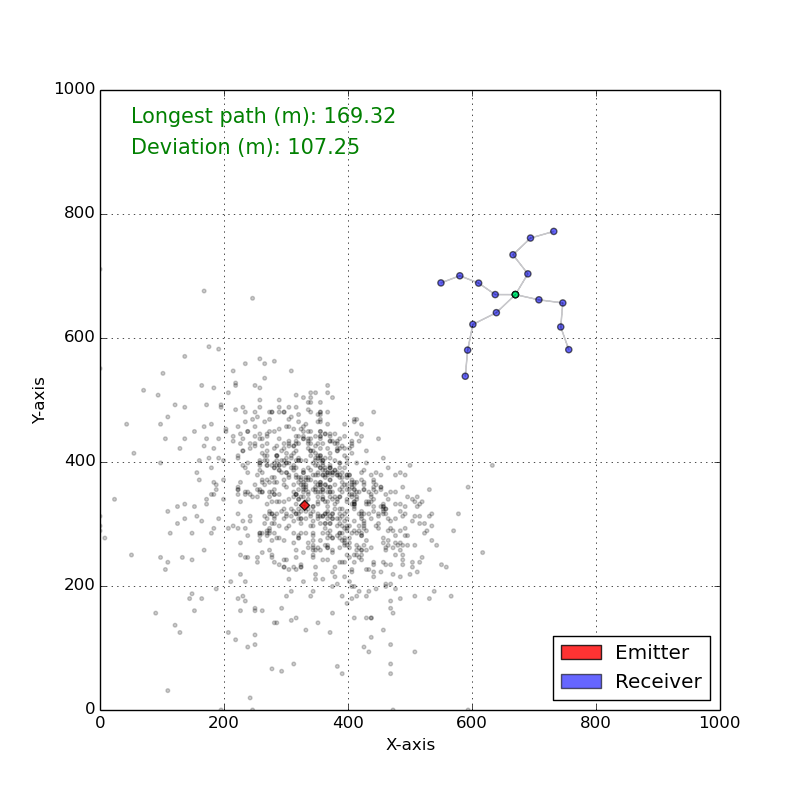 Longest path (m): 169.32
Deviation (m): 107.25
1000
800
600
400
200
0
Y-axis
0 200 400 600 800 1000
X-axis
Emitter
Receiver